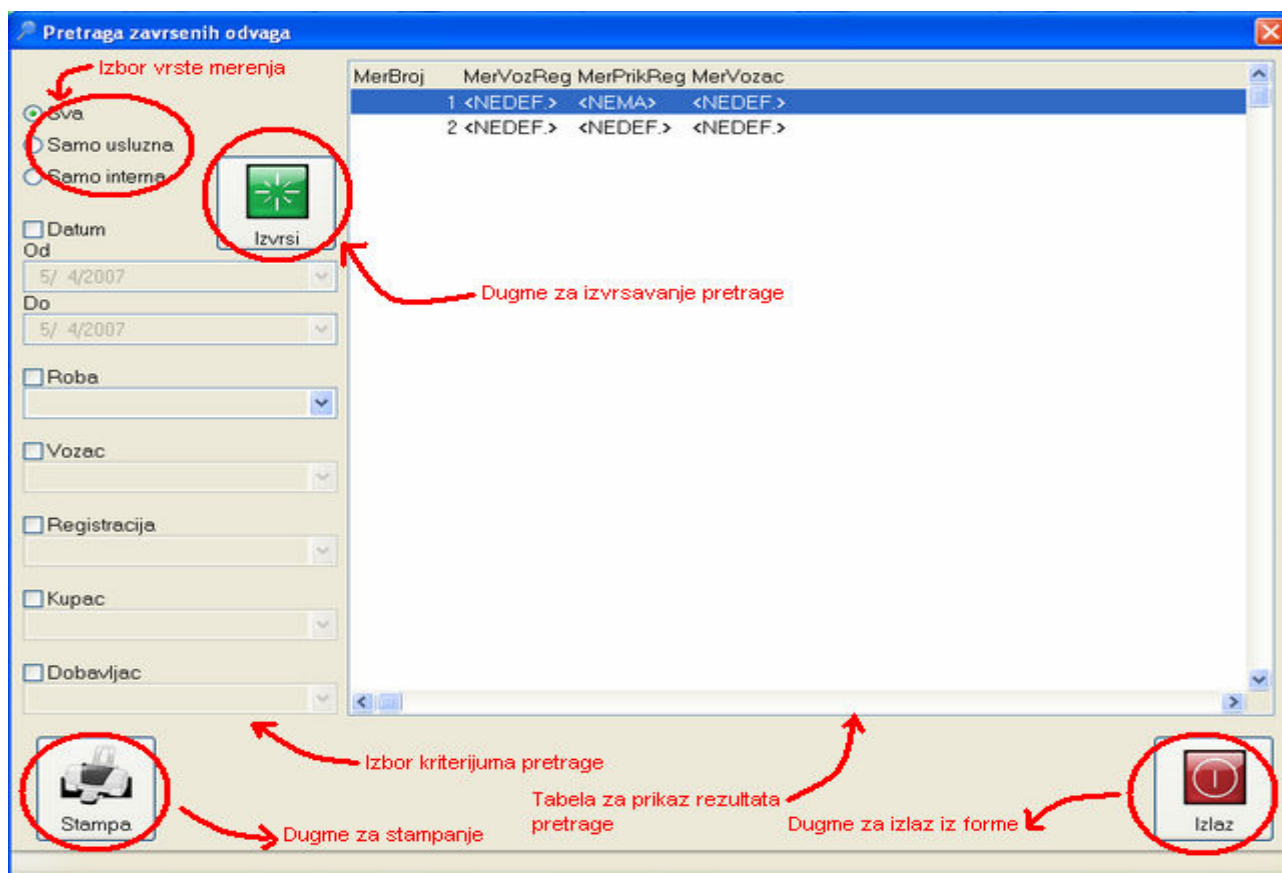 Pretraga zavrsenih odvaga
Izbor vrste merenja
Sva
Samo usluzna
Samo interna
Izvrsi
Datum
Od
5/ 4/2007
Do
5/ 4/2007
Roba
Vozac
Registracija
Kupac
Dobavljac
MerBroj MerVozReg MerPrikReg MerVozac
1 <NEDEF.> <NEMA> <NEDEF.>
2 <NEDEF.> <NEDEF.> <NEDEF.>
Dugme za izvrsavanje pretrage
Izbor kriterijuma pretrage
Tabela za prikaz rezultata
pretrage
Stampa
Dugme za stampanje
Dugme za izlaz iz forme
Izlaz